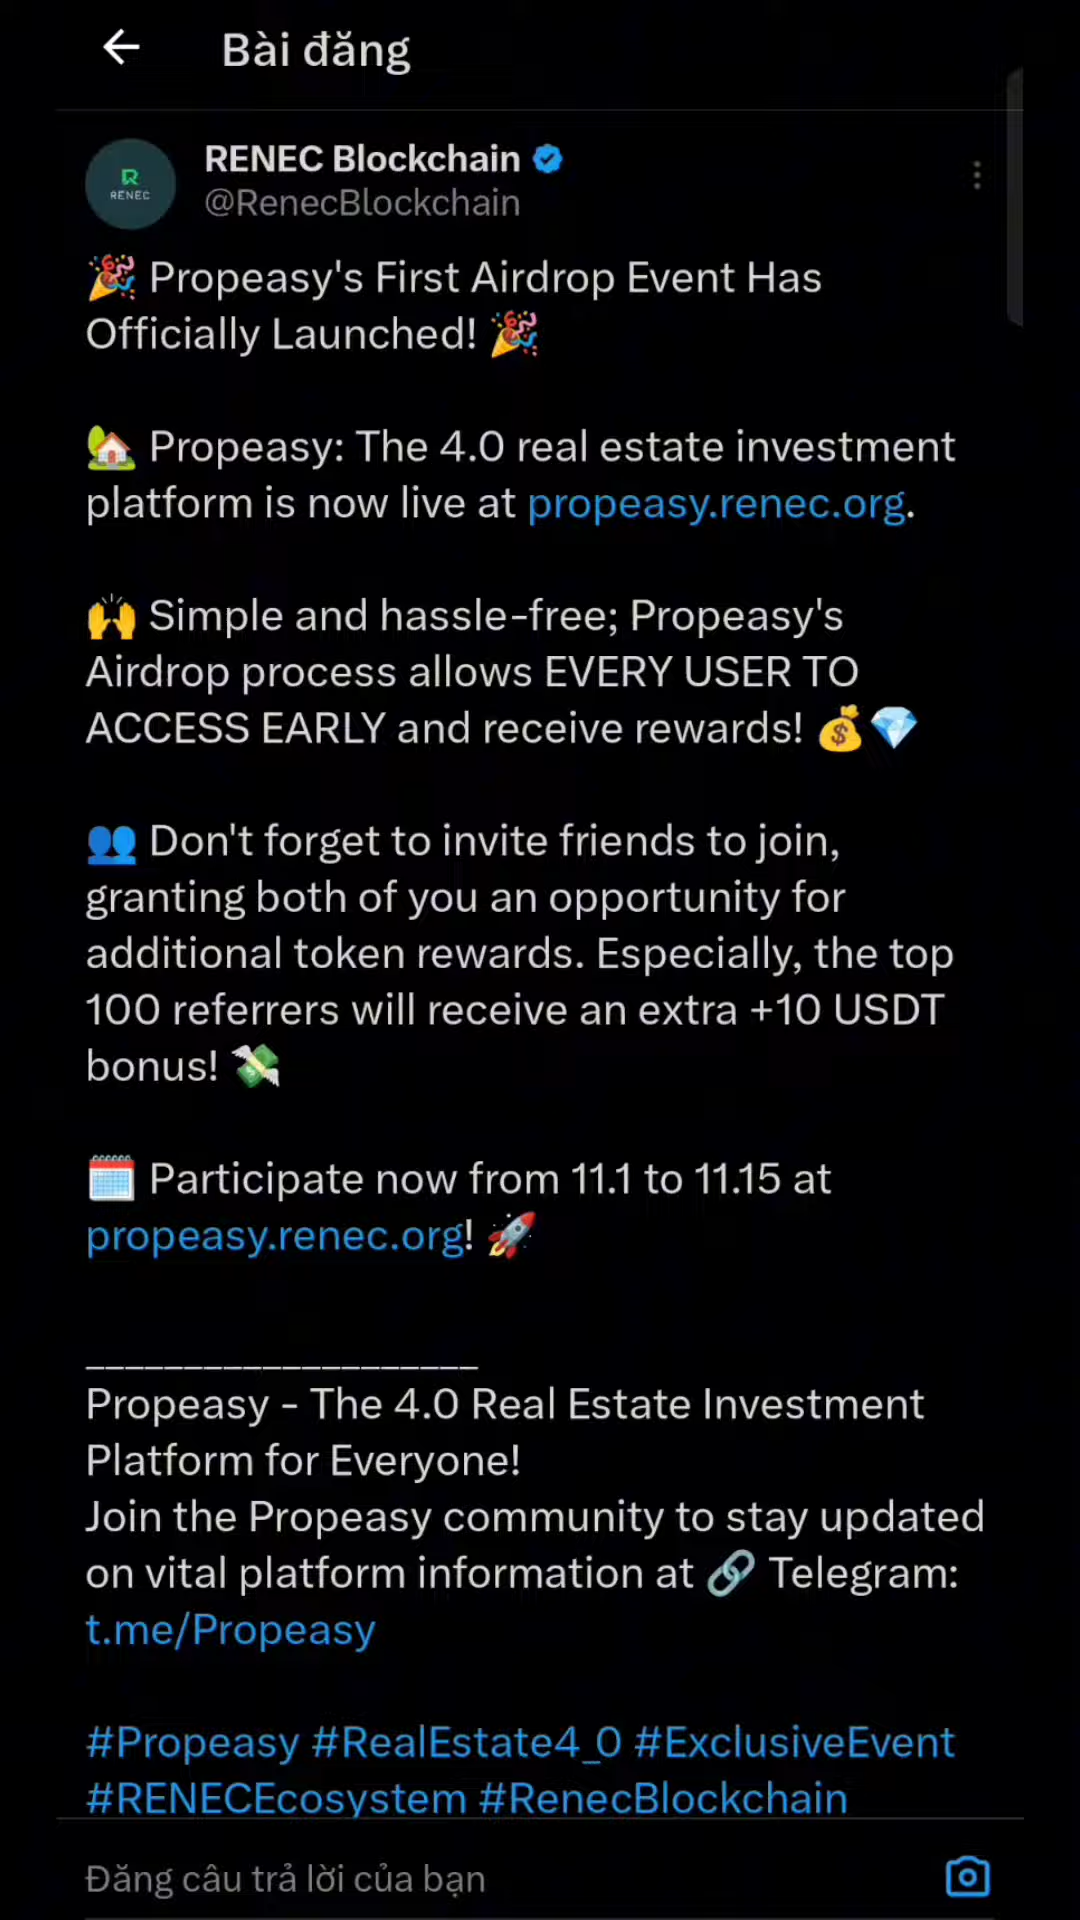 Bài đăng
RENEC
RENEC Blockchain
@RenecBlockchain
🎉 Propeasy's First Airdrop Event Has
Officially Launched! 🎉
🏡 Propeasy: The 4.0 real estate investment
platform is now live at propeasy.renec.org.
🙌 Simple and hassle-free; Propeasy's
Airdrop process allows EVERY USER TO
ACCESS EARLY and receive rewards! 💰💎
👥 Don't forget to invite friends to join,
granting both of you an opportunity for
additional token rewards. Especially, the top
100 referrers will receive an extra +10 USDT
bonus! 💸
🗓️ Participate now from 11.1 to 11.15 at
propeasy.renec.org! 🚀
____________________
Propeasy - The 4.0 Real Estate Investment
Platform for Everyone!
Join the Propeasy community to stay updated
on vital platform information at 🔗 Telegram:
t.me/Propeasy
#Propeasy #RealEstate4_0 #ExclusiveEvent
#RENECEcosystem #RenecBlockchain
Đăng câu trả lời của bạn